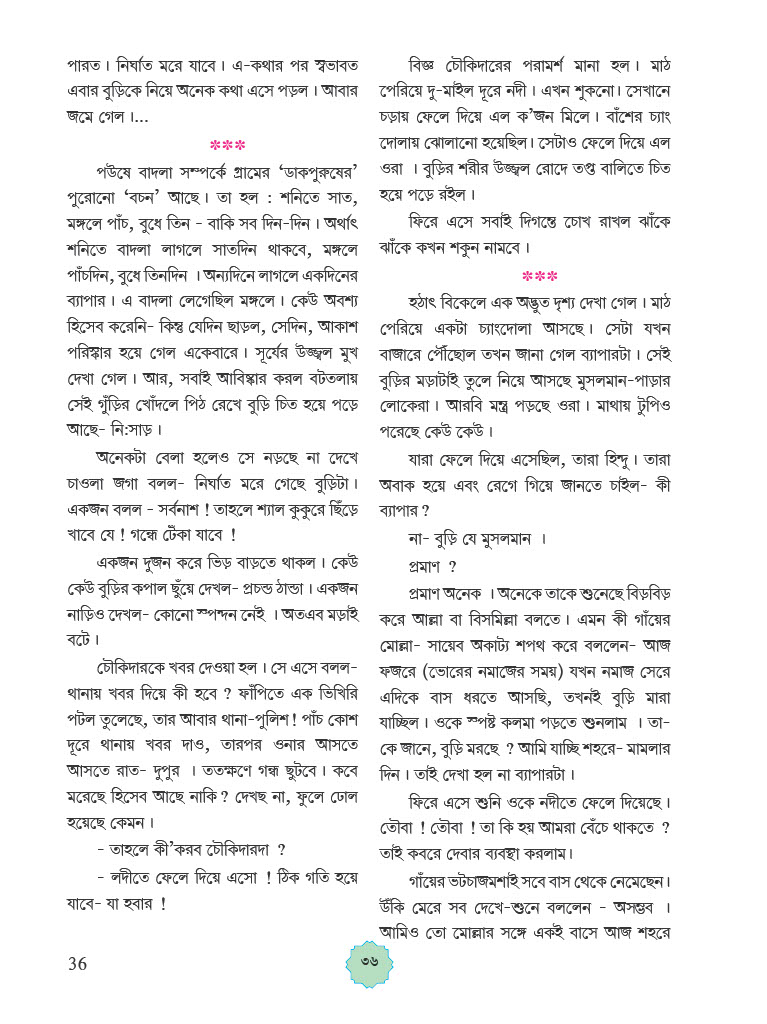 পারত। নির্ঘাত মরে যাবে। এ-কথার পর স্বভাবত
এবার বুড়িকে নিয়ে অনেক কথা এসে পড়ল। আবার
জমে গেল।...
***
পউষে বাদলা সম্পর্কে গ্রামের ‘ডাকপুরুষের’
পুরোনো ‘বচন’ আছে। তা হল : শনিতে সাত,
মঙ্গলে পাঁচ, বুধে তিন - বাকি সব দিন-দিন। অর্থাৎ
শনিতে বাদলা লাগলে সাতদিন থাকবে, মঙ্গলে
পাঁচদিন, বুধে তিনদিন । অন্যদিনে লাগলে একদিনের
ব্যাপার। এ বাদলা লেগেছিল মঙ্গলে। কেউ অবশ্য
হিসেব করেনি- কিন্তু যেদিন ছাড়ল, সেদিন, আকাশ
পরিস্কার হয়ে গেল একেবারে। সূর্যের উজ্জ্বল মুখ
দেখা গেল। আর, সবাই আবিষ্কার করল বটতলায়
সেই গুঁড়ির খোঁদলে পিঠ রেখে বুড়ি চিত হয়ে পড়ে
আছে- নি:সাড়।
অনেকটা বেলা হলেও সে নড়ছে না দেখে
চাওলা জগা বলল- নির্ঘাত মরে গেছে বুড়িটা।
একজন বলল - সর্বনাশ! তাহলে শ্যাল কুকুরে ছিঁড়ে
খাবে যে! গন্ধে টেঁকা যাবে !
একজন দুজন করে ভিড় বাড়তে থাকল। কেউ
কেউ বুড়ির কপাল ছুঁয়ে দেখল- প্রচন্ড ঠান্ডা। একজন
নাড়িও দেখল- কোনো স্পন্দন নেই । অতএব মড়াই
বটে।
চৌকিদারকে খবর দেওয়া হল। সে এসে বলল-
থানায় খবর দিয়ে কী হবে ? ফাঁপিতে এক ভিখিরি
পটল তুলেছে, তার আবার থানা-পুলিশ! পাঁচ কোশ
দূরে থানায় খবর দাও, তারপর ওনার আসতে
আসতে রাত- দুপুর । ততক্ষণে গন্ধ ছুটবে। কবে
মরেছে হিসেব আছে নাকি? দেখছ না, ফুলে ঢোল
হয়েছে কেমন।
- তাহলে কী'করব চৌকিদারদা ?
- লদীতে ফেলে দিয়ে এসো ! ঠিক গতি হয়ে
যাবে- যা হবার !
বিজ্ঞ চৌকিদারের পরামর্শ মানা হল। মাঠ
পেরিয়ে দু-মাইল দূরে নদী। এখন শুকনো। সেখানে
চড়ায় ফেলে দিয়ে এল ক'জন মিলে। বাঁশের চ্যাং
দোলায় ঝোলানো হয়েছিল। সেটাও ফেলে দিয়ে এল
ওরা । বুড়ির শরীর উজ্জ্বল রোদে তপ্ত বালিতে চিত
হয়ে পড়ে রইল।
ফিরে এসে সবাই দিগন্তে চোখ রাখল ঝাঁকে
ঝাঁকে কখন শকুন নামবে।
***
হঠাৎ বিকেলে এক অদ্ভুত দৃশ্য দেখা গেল। মাঠ
পেরিয়ে একটা চ্যাংদোলা আসছে। সেটা যখন
বাজারে পৌঁছোল তখন জানা গেল ব্যাপারটা। সেই
বুড়ির মড়াটাই তুলে নিয়ে আসছে মুসলমান-পাড়ার
লোকেরা। আরবি মন্ত্র পড়ছে ওরা। মাথায় টুপিও
পরেছে কেউ কেউ।
যারা ফেলে দিয়ে এসেছিল, তারা হিন্দু। তারা
অবাক হয়ে এবং রেগে গিয়ে জানতে চাইল- কী
ব্যাপার?
না- বুড়ি যে মুসলমান ।
প্রমাণ ?
প্রমাণ অনেক । অনেকে তাকে শুনেছে বিড়বিড়
করে আল্লা বা বিসমিল্লা বলতে। এমন কী গাঁয়ের
মোল্লা- সায়েব অকাট্য শপথ করে বললেন- আজ
ফজরে (ভোরের নমাজের সময়) যখন নমাজ সেরে
এদিকে বাস ধরতে আসছি, তখনই বুড়ি মারা
যাচ্ছিল। ওকে স্পষ্ট কলমা পড়তে শুনলাম । তা-
কে জানে, বুড়ি মরছে ? আমি যাচ্ছি শহরে- মামলার
দিন। তাই দেখা হল না ব্যাপারটা।
ফিরে এসে শুনি ওকে নদীতে ফেলে দিয়েছে।
তৌবা ! তৌবা ! তা কি হয় আমরা বেঁচে থাকতে ?
তাই কবরে দেবার ব্যবস্থা করলাম।
গাঁয়ের ভটচাজমশাই সবে বাস থেকে নেমেছেন।
উঁকি মেরে সব দেখে-শুনে বললেন - অসম্ভব ।
আমিও তো মোল্লার সঙ্গে একই বাসে আজ শহরে
36
৩৬